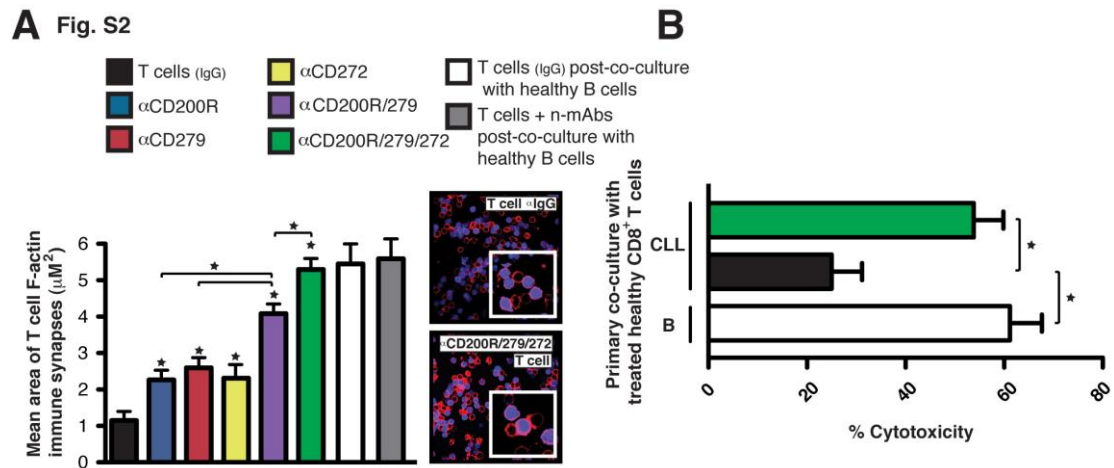 A Fig. S2
T cells (IgG)
αCD200R
αCD279
αCD272
αCD200R/279
αCD200R/279/272
T cells (IgG) post-co-culture
with healthy B cells
T cells + n-mAbs
post-co-culture with
healthy B cells
Mean area of T cell F-actin
immune synapses (μM²)
6
5
4
3
2
1
0
★
★
★
★
★
★
★
T cell αIgG
αCD200R/279/272
T cell
B
Primary co-culture with
treated healthy CD8⁺ T cells
CLL
B
★
★
0
20
40
60
80
% Cytotoxicity